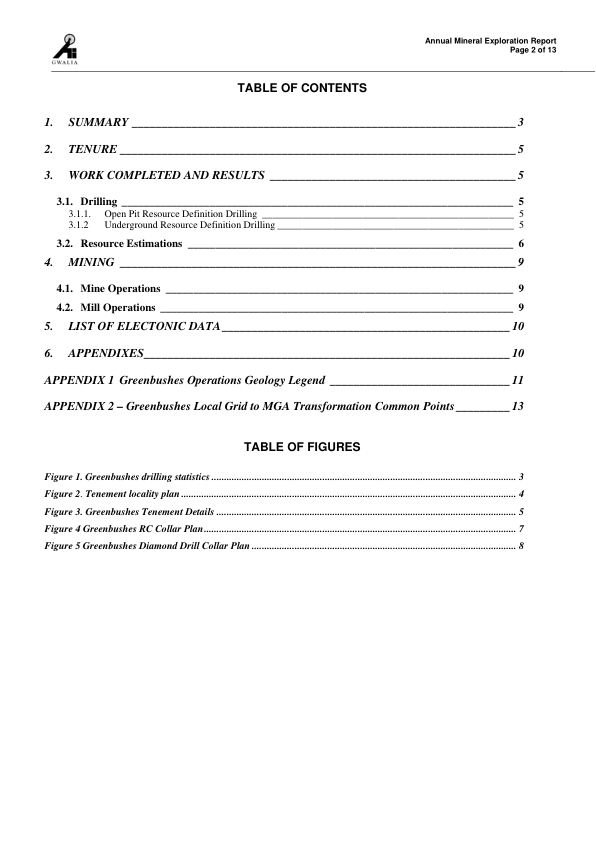 GWALIA
Annual Mineral Exploration Report
Page 2 of 13
TABLE OF CONTENTS
1. SUMMARY 3
2. TENURE 5
3. WORK COMPLETED AND RESULTS 5
3.1. Drilling 5
3.1.1. Open Pit Resource Definition Drilling 5
3.1.2 Underground Resource Definition Drilling 5
3.2. Resource Estimations 6
4. MINING 9
4.1. Mine Operations 9
4.2. Mill Operations 9
5. LIST OF ELECTONIC DATA 10
6. APPENDIXES 10
APPENDIX 1 Greenbushes Operations Geology Legend 11
APPENDIX 2 – Greenbushes Local Grid to MGA Transformation Common Points 13
TABLE OF FIGURES
Figure 1. Greenbushes drilling statistics 3
Figure 2. Tenement locality plan 4
Figure 3. Greenbushes Tenement Details 5
Figure 4 Greenbushes RC Collar Plan 7
Figure 5 Greenbushes Diamond Drill Collar Plan 8